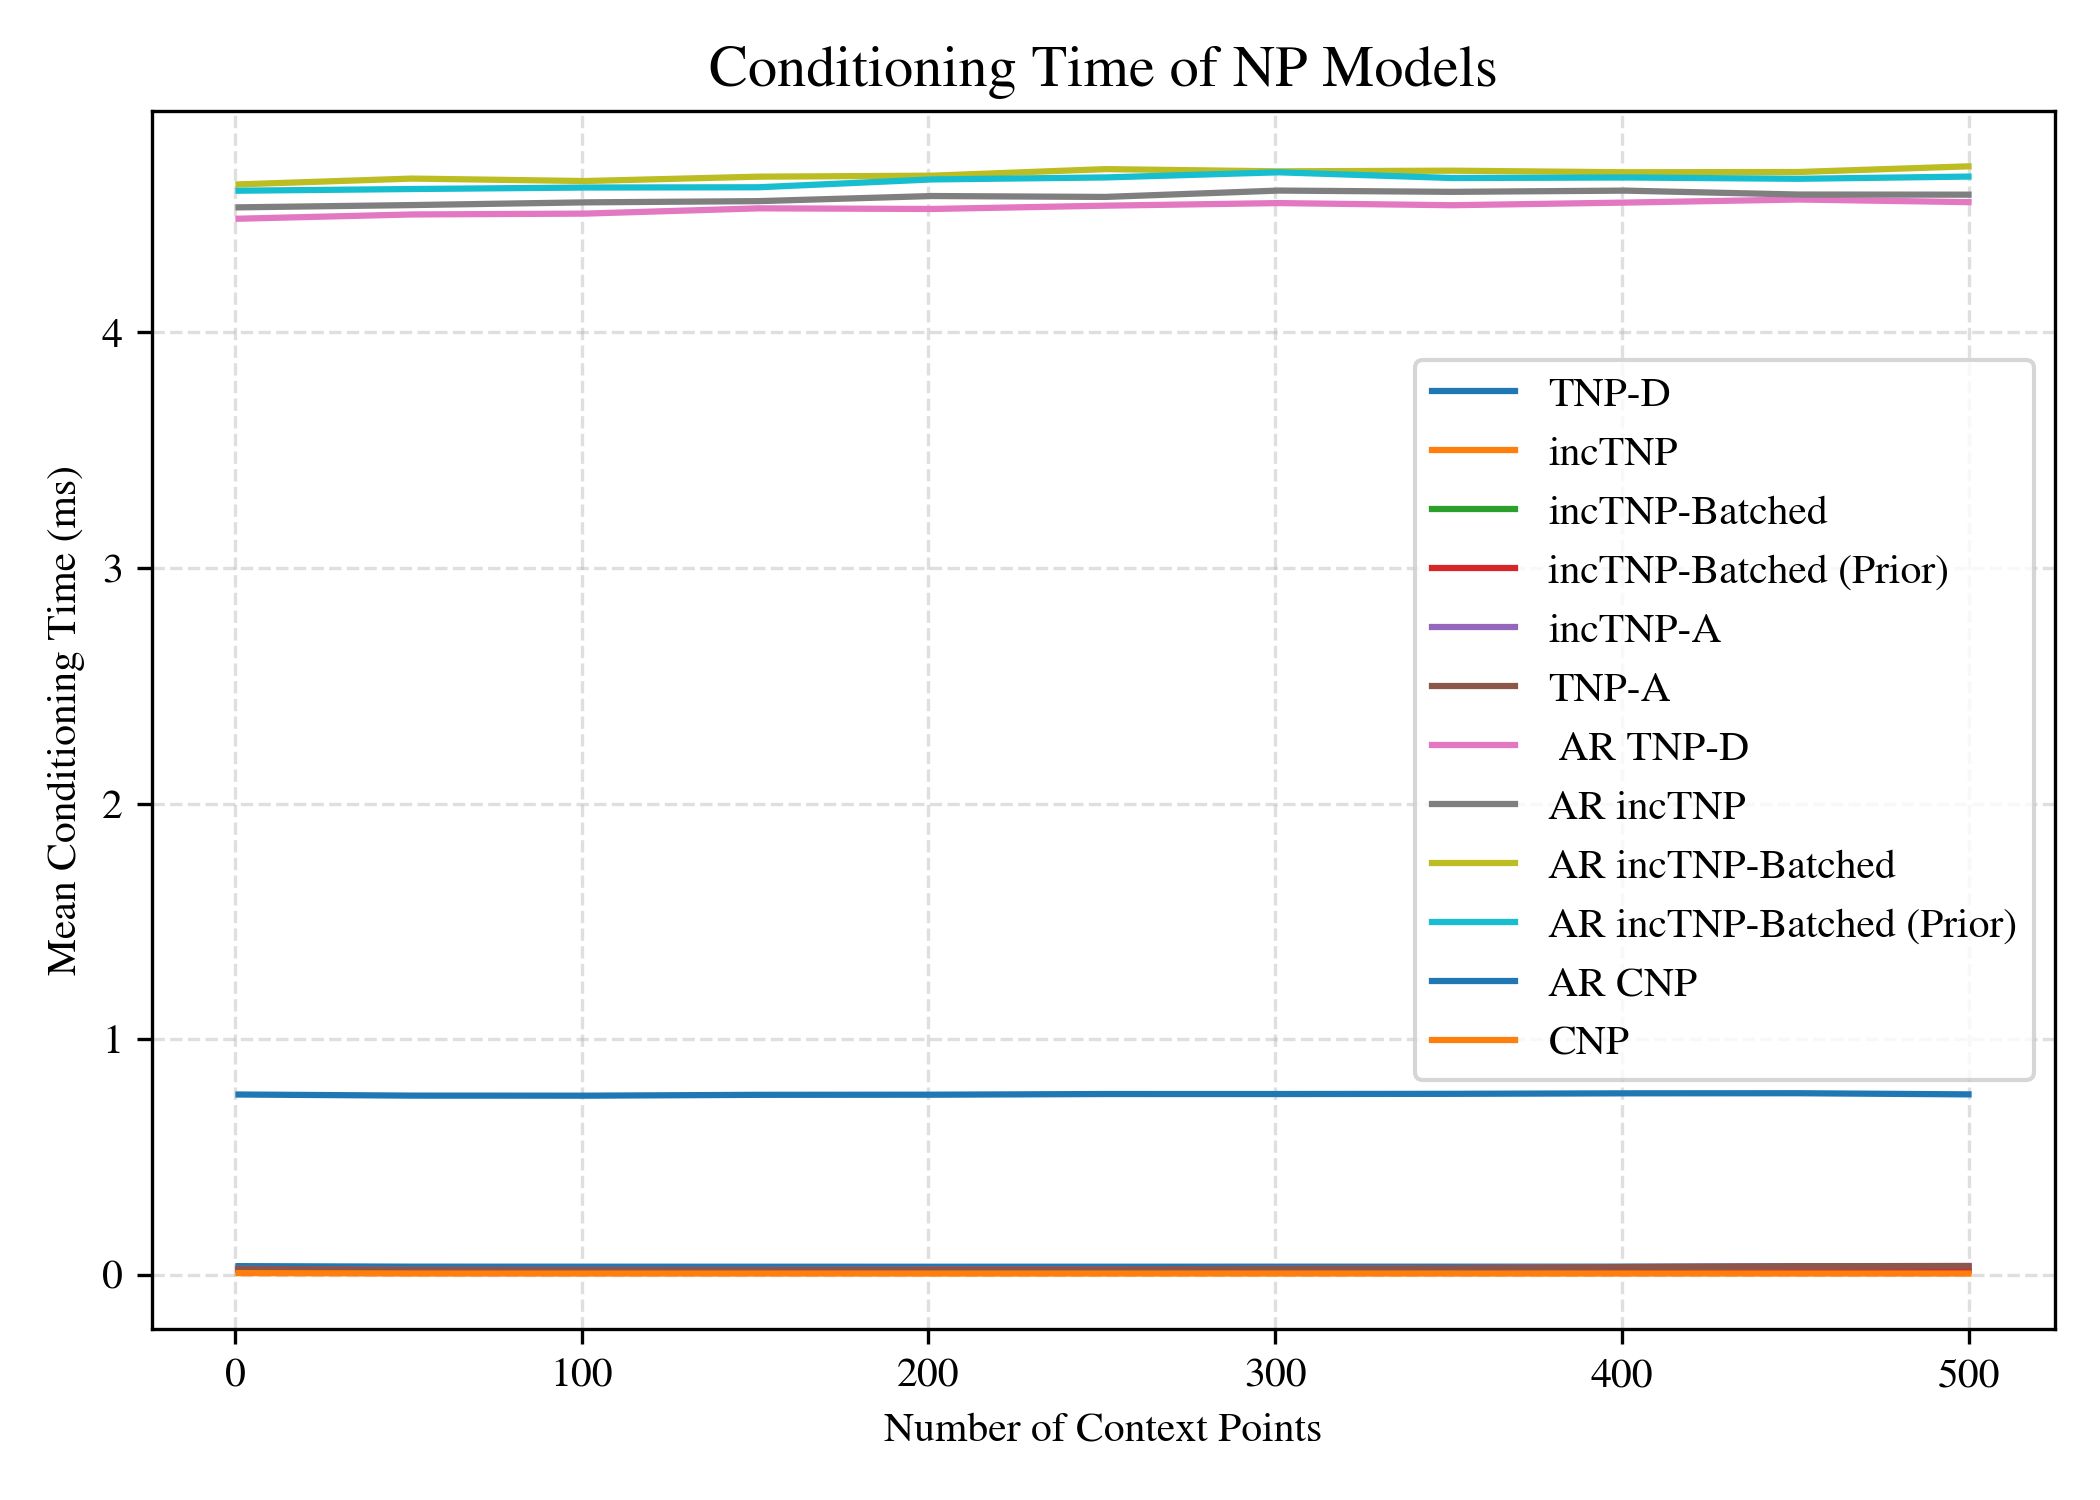 Conditioning Time of NP Models
Mean Conditioning Time (ms)
4
3
2
1
0
TNP-D
incTNP
incTNP-Batched
incTNP-Batched (Prior)
incTNP-A
TNP-A
AR TNP-D
AR incTNP
AR incTNP-Batched
AR incTNP-Batched (Prior)
AR CNP
CNP
0 100 200 300 400 500
Number of Context Points